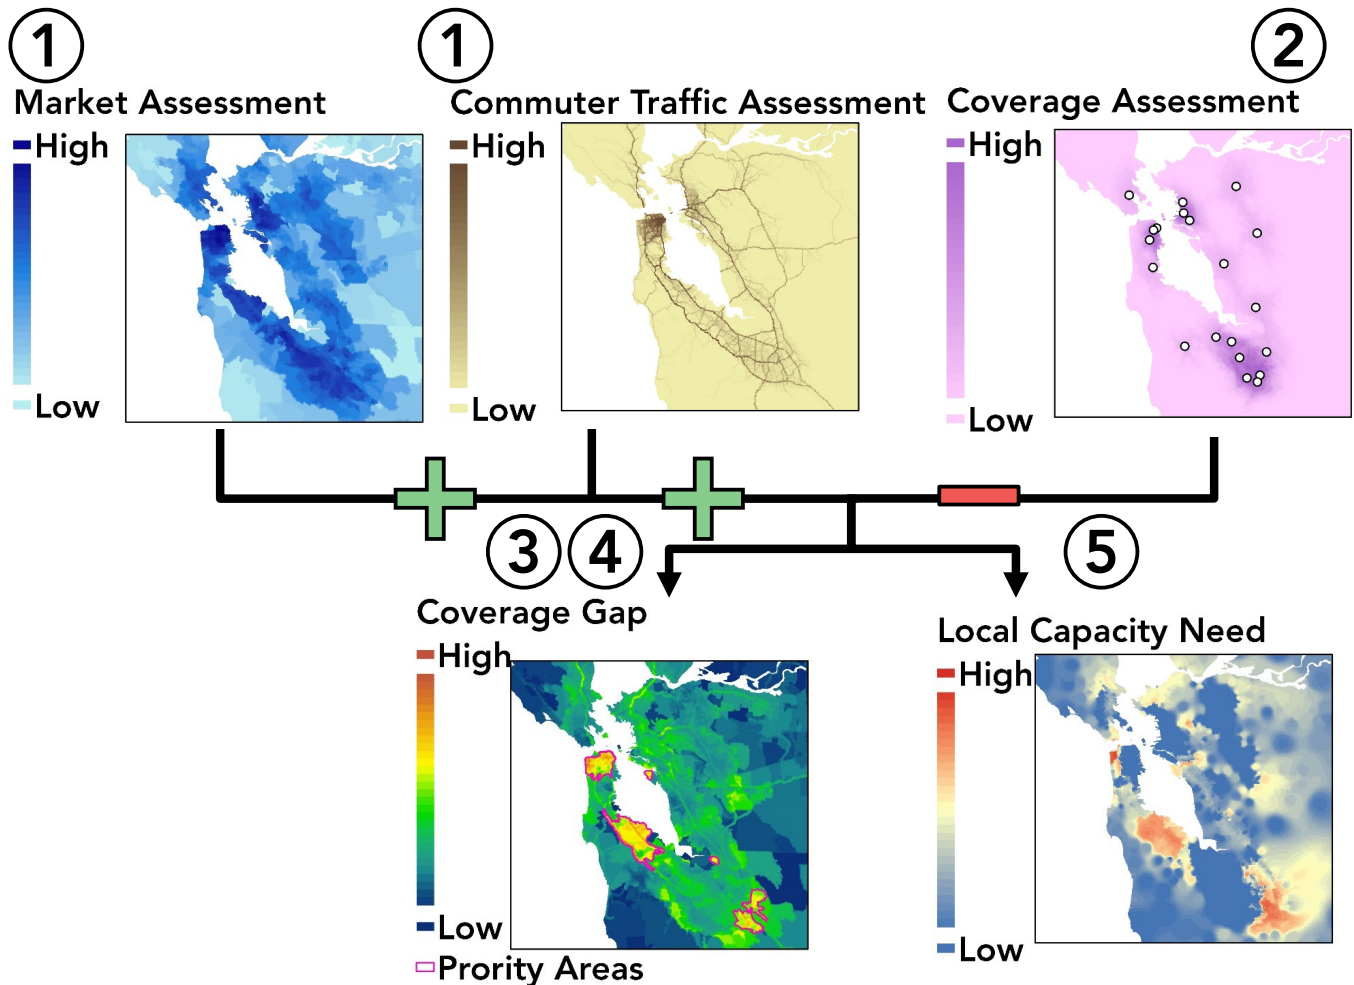 1
1
2
Market Assessment
Commuter Traffic Assessment
Coverage Assessment
High
High
High
Low
Low
Low
3
4
5
Coverage Gap
Local Capacity Need
High
High
Low
Low
Prority Areas